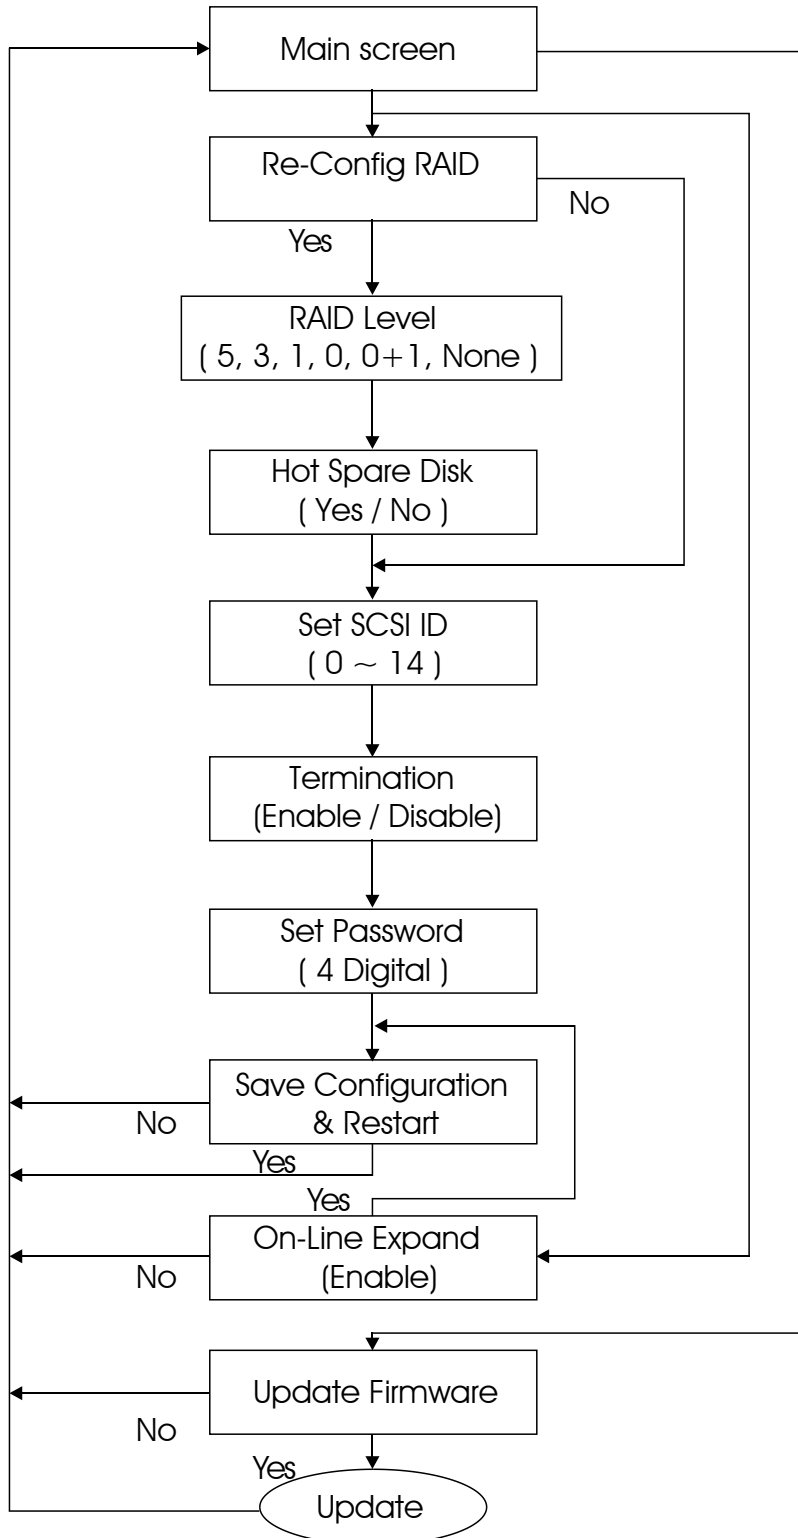 Main screen
Re-Config RAID
No
Yes
RAID Level
( 5, 3, 1, 0, 0+1, None )
Hot Spare Disk
( Yes / No )
Set SCSI ID
( 0 ~ 14 )
Termination
(Enable / Disable)
Set Password
( 4 Digital )
Save Configuration
& Restart
No
Yes
Yes
On-Line Expand
(Enable)
No
Update Firmware
No
Yes
Update